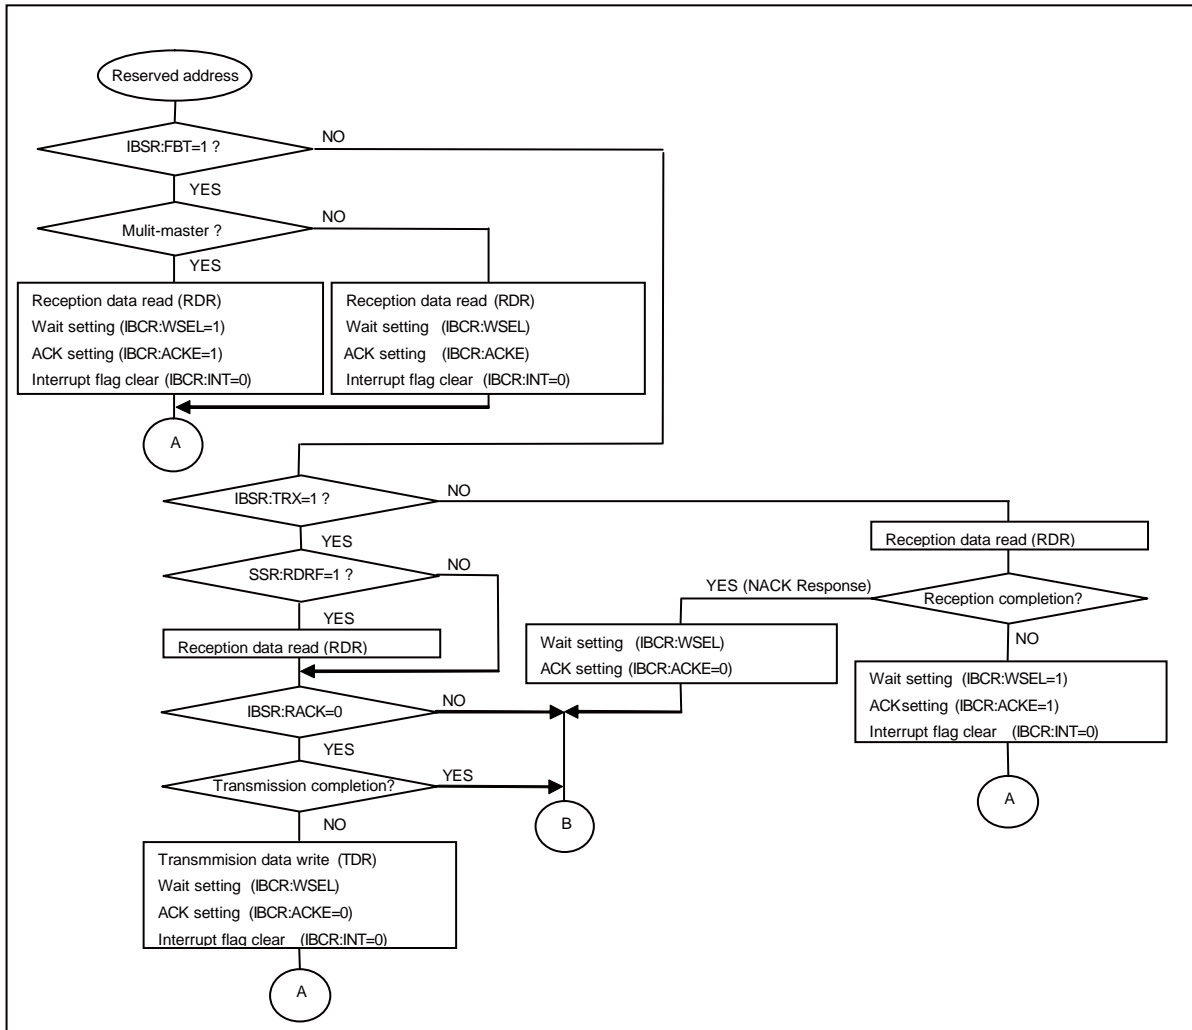 Reserved address
IBSR:FBT=1 ?
NO
YES
Mulit-master ?
NO
YES
Reception data read (RDR)
Wait setting (IBCR:WSEL=1)
ACK setting (IBCR:ACKE=1)
Interrupt flag clear (IBCR:INT=0)
Reception data read (RDR)
Wait setting (IBCR:WSEL)
ACK setting (IBCR:ACKE)
Interrupt flag clear (IBCR:INT=0)
A
IBSR:TRX=1 ?
NO
YES
Reception data read (RDR)
SSR:RDRF=1 ?
NO
YES (NACK Response)
Reception completion?
YES
NO
Reception data read (RDR)
Wait setting (IBCR:WSEL)
ACK setting (IBCR:ACKE=0)
Wait setting (IBCR:WSEL=1)
ACKsetting (IBCR:ACKE=1)
Interrupt flag clear (IBCR:INT=0)
IBSR:RACK=0
NO
YES
Transmission completion?
YES
A
B
NO
Transmmision data write (TDR)
Wait setting (IBCR:WSEL)
ACK setting (IBCR:ACKE=0)
Interrupt flag clear (IBCR:INT=0)
A